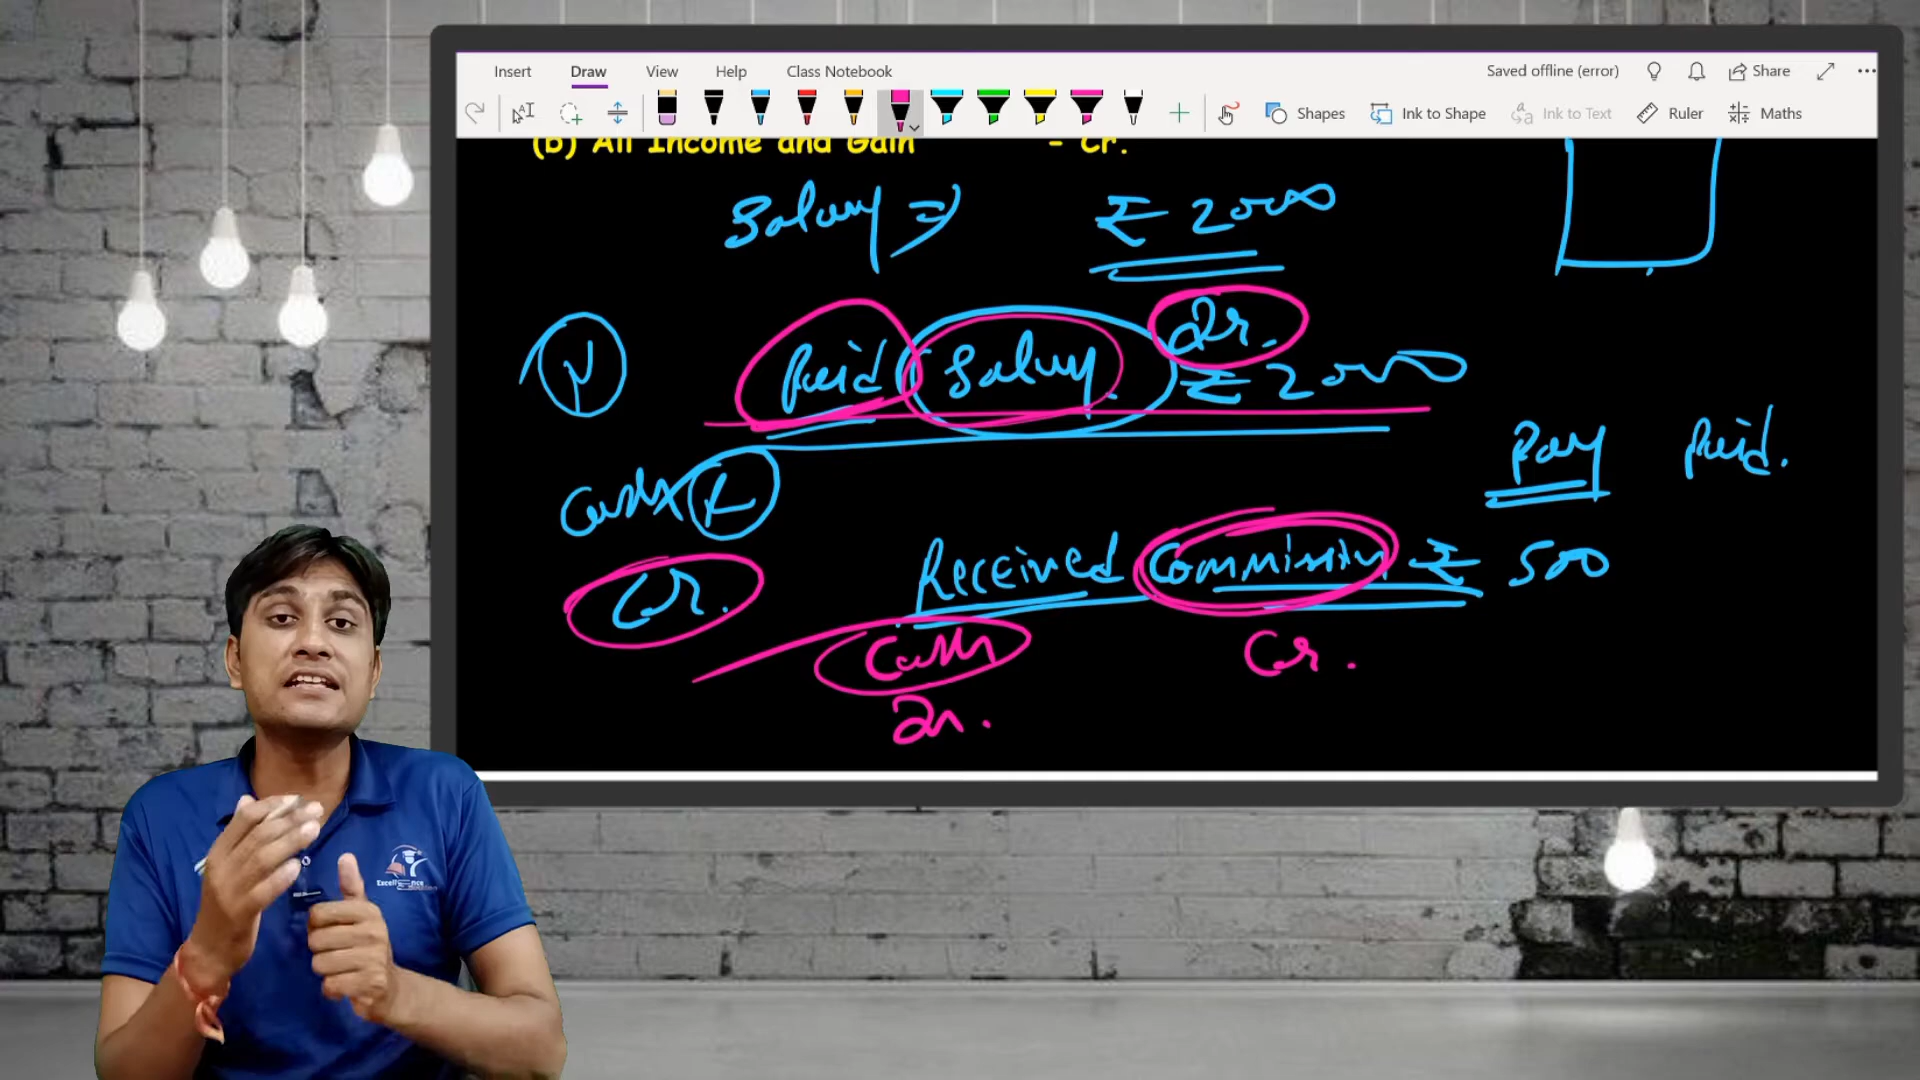 Insert Draw View Help Class Notebook Saved offline (error) Share
Ink to Shape Ink to Text Ruler Maths Shapes
(b) All Income and Gain - Cr.
Salary ⇒ ₹ 2000
Dr.
Paid Salary ₹ 2000
Pay Paid.
Cash
Received Commission ₹ 500
Cr.
Cash Cr.
Dr.